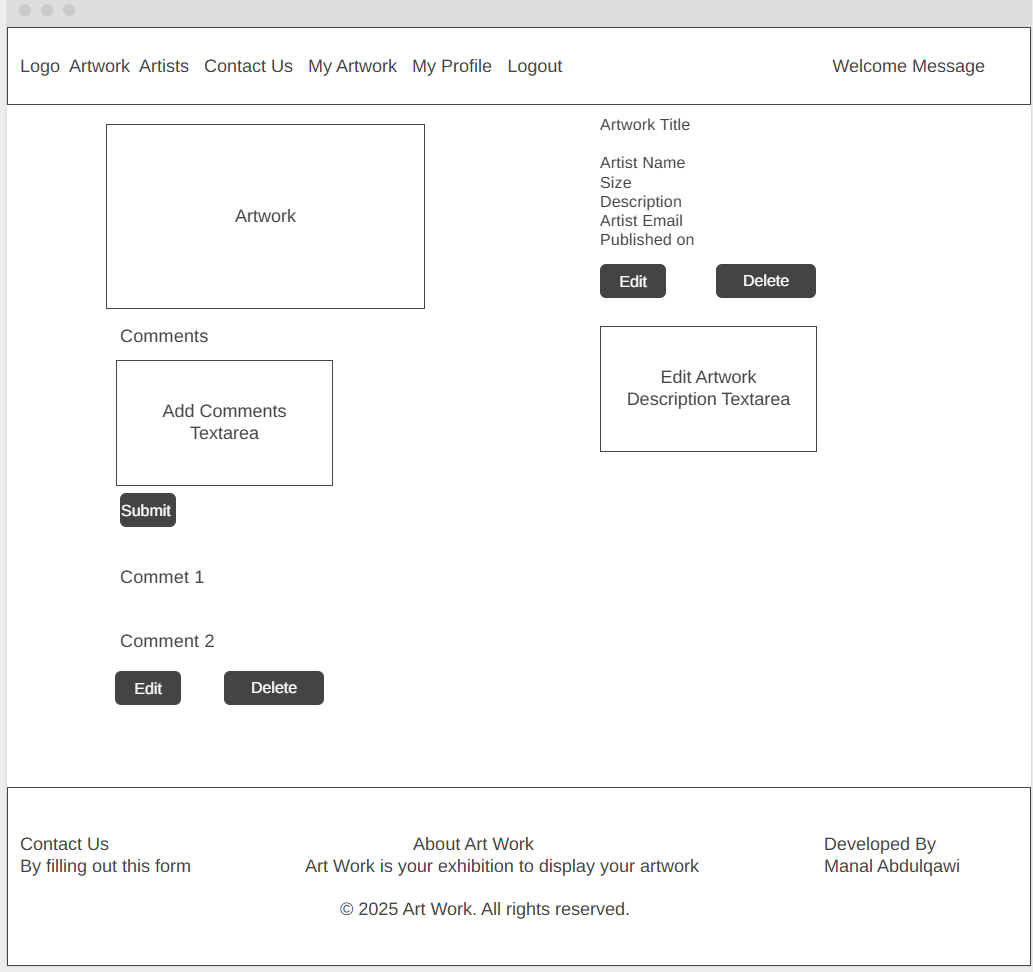 Logo Artwork Artists Contact Us My Artwork My Profile Logout Welcome Message
Artwork
Artwork Title
Artist Name
Size
Description
Artist Email
Published on
Edit Delete
Edit Artwork
Description Textarea
Comments
Add Comments
Textarea
Submit
Commet 1
Comment 2
Edit Delete
Contact Us
By filling out this form
About Art Work
Art Work is your exhibition to display your artwork
© 2025 Art Work. All rights reserved.
Developed By
Manal Abdulqawi